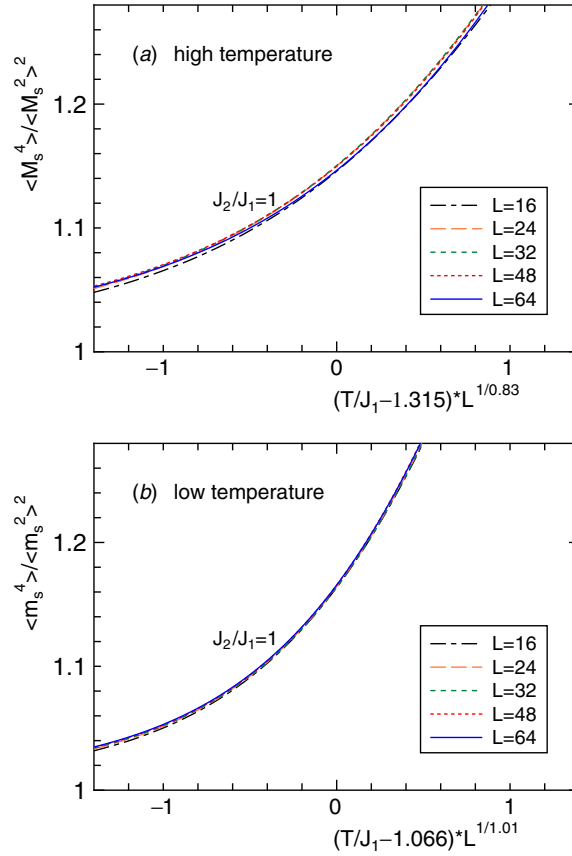 (a) high temperature
<M_s^4>/<M_s^2>^2
1.2
1.1
1
J_2/J_1=1
L=16
L=24
L=32
L=48
L=64
−1 0 1
(T/J_1−1.315)*L^{1/0.83}
(b) low temperature
<m_s^4>/<m_s^2>^2
1.2
1.1
1
J_2/J_1=1
L=16
L=24
L=32
L=48
L=64
−1 0 1
(T/J_1−1.066)*L^{1/1.01}